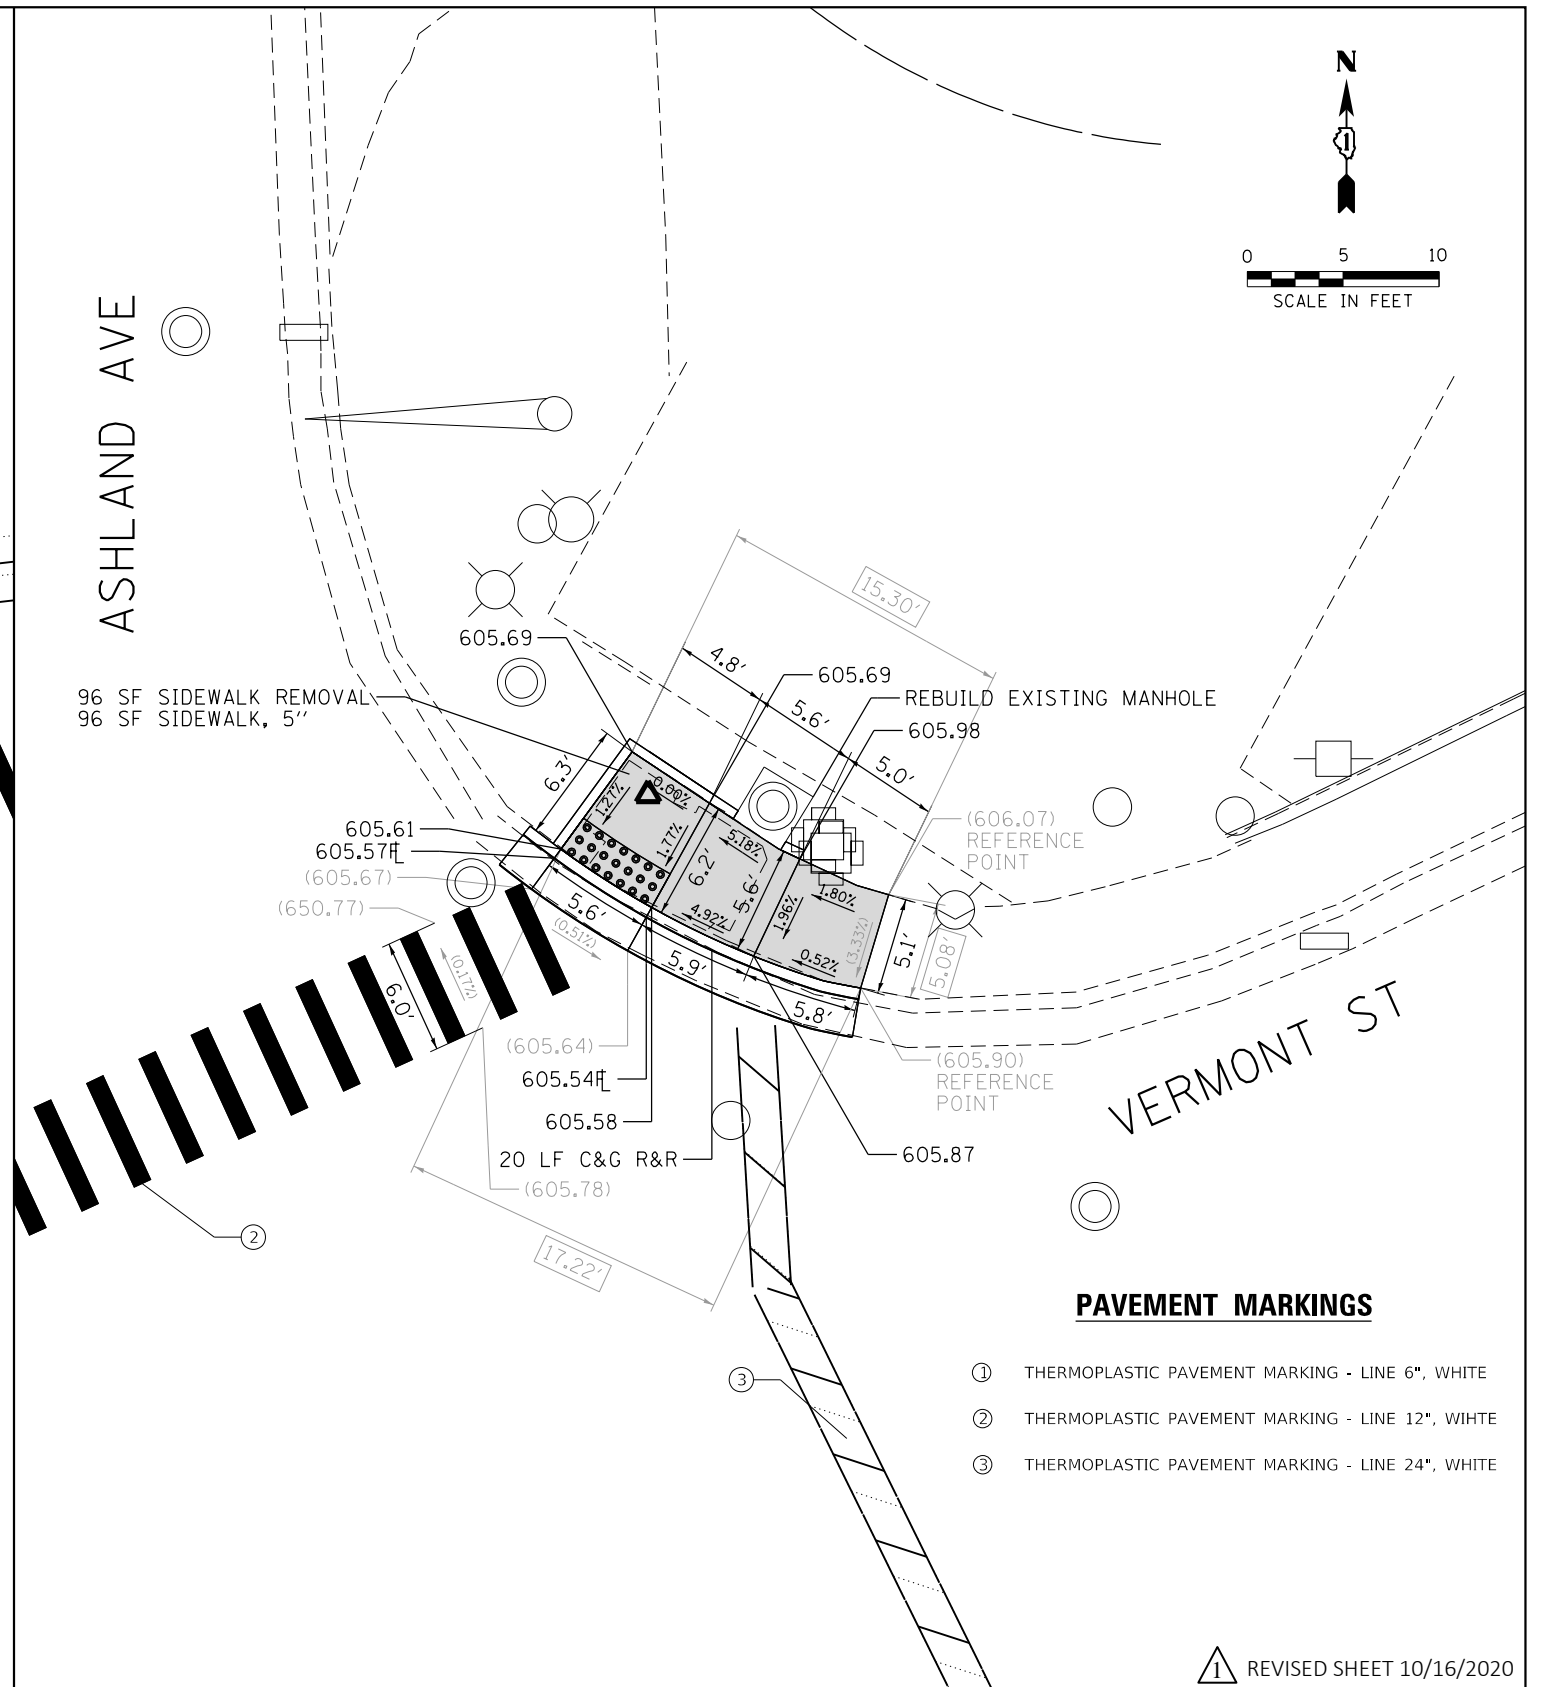 N
1
0 5 10
SCALE IN FEET
ASHLAND AVE
15.30'
605.69
4.8'
605.69
96 SF SIDEWALK REMOVAL
96 SF SIDEWALK, 5''
REBUILD EXISTING MANHOLE
5.6'
605.98
5.0'
6.3'
0.00%
1.27%
(606.07)
REFERENCE
POINT
605.61
605.57FL
1.77%
5.18%
6.2'
(605.67)
5.6'
1.80%
(650.77)
5.6'
4.92%
1.96%
(0.51%)
(3.33%)
5.1'
5.08'
0.52%
5.9'
(0.17%)
6.0'
5.8'
(605.64)
605.54FL
(605.90)
REFERENCE
POINT
VERMONT ST
605.58
605.87
20 LF C&G R&R
(605.78)
2
17.22'
PAVEMENT MARKINGS
1 THERMOPLASTIC PAVEMENT MARKING - LINE 6", WHITE
3
2 THERMOPLASTIC PAVEMENT MARKING - LINE 12", WIHTE
3 THERMOPLASTIC PAVEMENT MARKING - LINE 24", WHITE
1 REVISED SHEET 10/16/2020